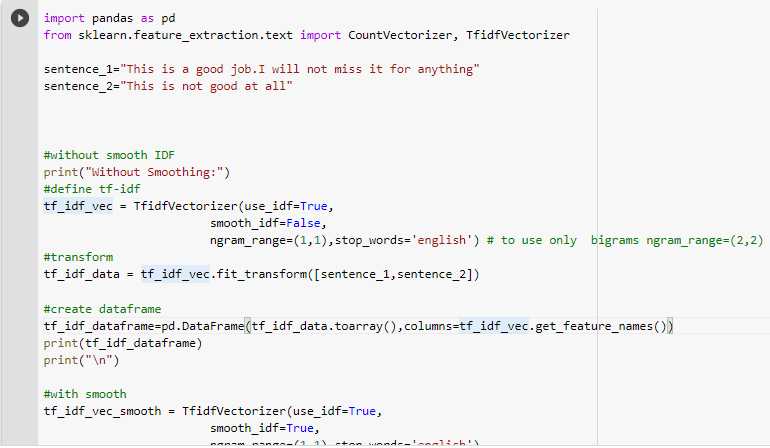 import pandas as pd
from sklearn.feature_extraction.text import CountVectorizer, TfidfVectorizer
sentence_1="This is a good job.I will not miss it for anything"
sentence_2="This is not good at all"
#without smooth IDF
print("Without Smoothing:")
#define tf-idf
tf_idf_vec = TfidfVectorizer(use_idf=True,
smooth_idf=False,
ngram_range=(1,1),stop_words='english') # to use only  bigrams ngram_range=(2,2)
#transform
tf_idf_data = tf_idf_vec.fit_transform([sentence_1,sentence_2])
#create dataframe
tf_idf_dataframe=pd.DataFrame(tf_idf_data.toarray(),columns=tf_idf_vec.get_feature_names())
print(tf_idf_dataframe)
print("\n")
#with smooth
tf_idf_vec_smooth = TfidfVectorizer(use_idf=True,
smooth_idf=True,
ngram_range=(1,1),stop_words='english')